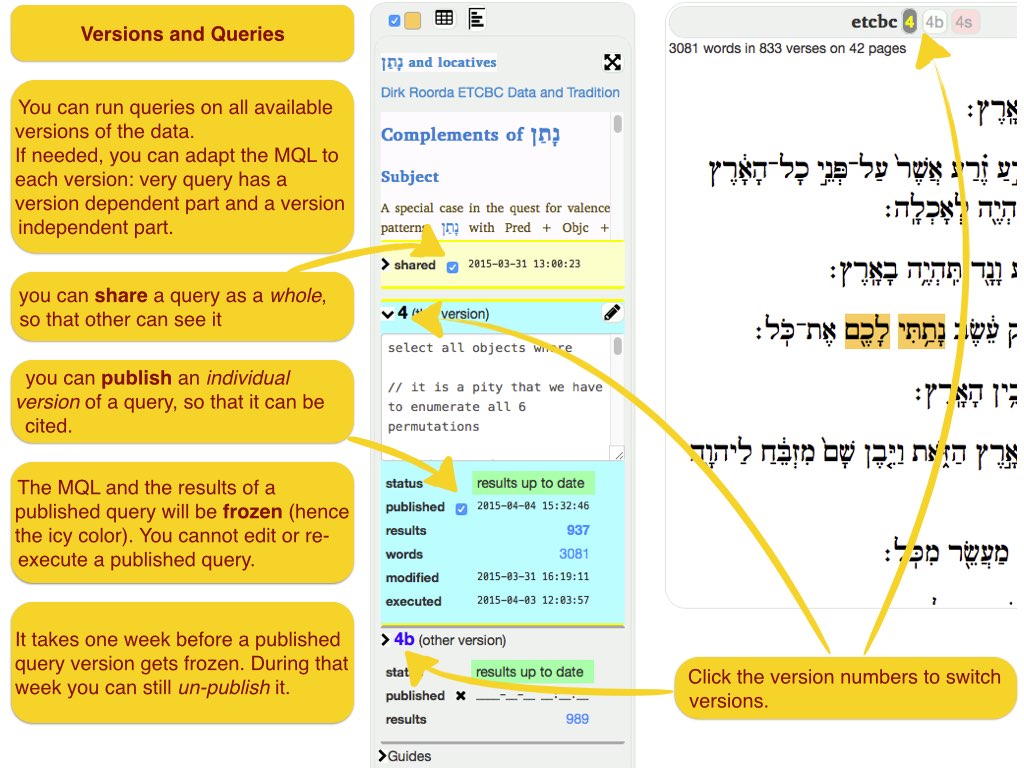 Versions and Queries
You can run queries on all available
versions of the data.
If needed, you can adapt the MQL to
each version: very query has a
version dependent part and a version
independent part.
you can share a query as a whole,
so that other can see it
you can publish an individual
version of a query, so that it can be
cited.
The MQL and the results of a
published query will be frozen (hence
the icy color). You cannot edit or re-
execute a published query.
It takes one week before a published
query version gets frozen. During that
week you can still un-publish it.
נָתַן and locatives
Dirk Roorda ETCBC Data and Tradition
Complements of נָתַן
Subject
A special case in the quest for valence
patterns נָתַן with Pred + Objc +
shared 2015-03-31 13:00:23
4 version)
select all objects where
// it is a pity that we have
to enumerate all 6
permutations
status results up to date
published 2015-04-04 15:32:46
results 937
words 3081
modified 2015-03-31 16:19:11
executed 2015-04-03 12:03:57
4b (other version)
results up to date
published ____-__-__ __:__:__
results 989
Guides
etcbc 4 4b 4s
3081 words in 833 verses on 42 pages
זֶ֗רַע אֲשֶׁר֙ עַל־פְּנֵ֣י כָל־הָאָ֔רֶץ
יִֽהְיֶ֖ה לְאָכְלָֽה׃
וָנָ֖ד תִּֽהְיֶ֥ה בָאָֽרֶץ׃
עֵ֔שֶׂב נָתַ֥תִּי לָכֶ֖ם אֶת־כֹּֽל׃
הָאָֽרֶץ׃
הַזֹּ֑את וַיִּ֤בֶן שָׁם֙ מִזְבֵּ֔חַ לַיהוָ֖ה
מַעֲשֵׂ֖ר מִכֹּֽל׃
Click the version numbers to switch
versions.